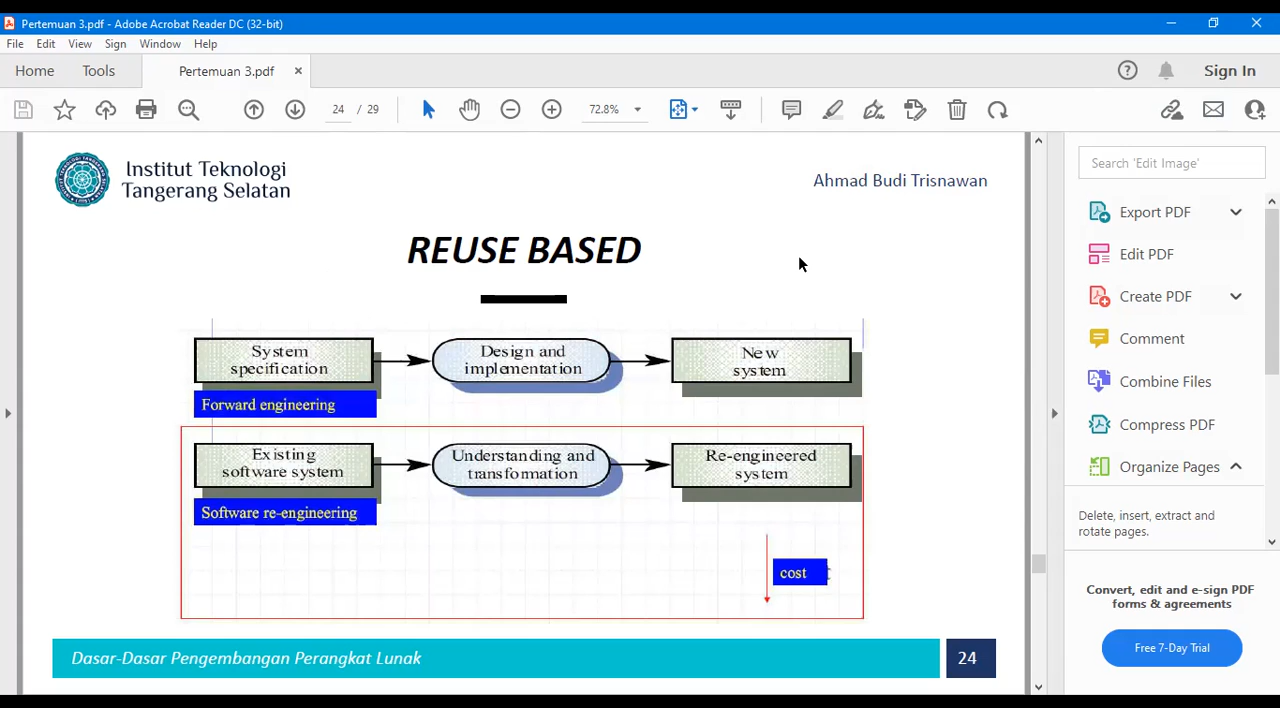 Pertemuan 3.pdf - Adobe Acrobat Reader DC (32-bit)
File Edit View Sign Window Help
Home Tools Pertemuan 3.pdf × Sign In
24 / 29 72.8%
Institut Teknologi
Tangerang Selatan
Ahmad Budi Trisnawan
REUSE BASED
System
specification
Design and
implementation
New
system
Forward engineering
Existing
software system
Understanding and
transformation
Re-engineered
system
Software re-engineering
cost
Dasar-Dasar Pengembangan Perangkat Lunak
24
Search 'Edit Image'
Export PDF
Edit PDF
Create PDF
Comment
Combine Files
Compress PDF
Organize Pages
Delete, insert, extract and
rotate pages.
Convert, edit and e-sign PDF
forms & agreements
Free 7-Day Trial